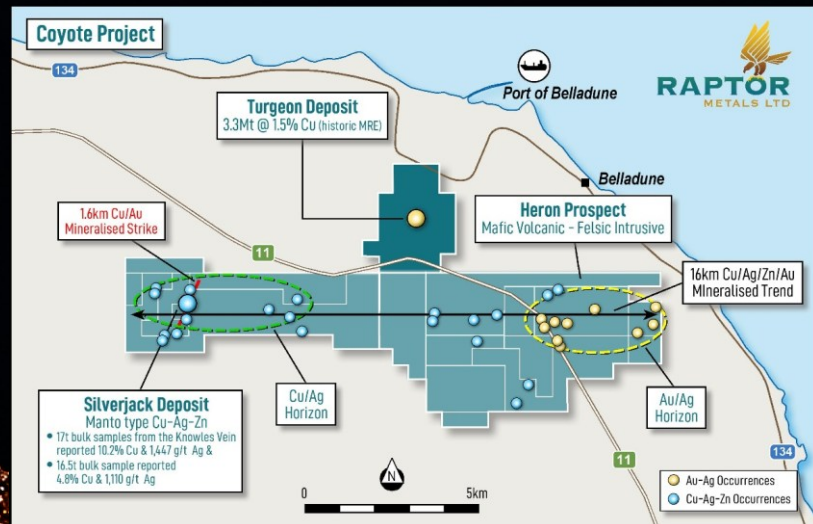 Coyote Project
134
Port of Belladune
RAPTOR
METALS LTD
Turgeon Deposit
3.3Mt @ 1.5% Cu (historic MRE)
Belladune
1.6km Cu/Au
Mineralised Strike
11
Heron Prospect
Mafic Volcanic - Felsic Intrusive
16km Cu/Ag/Zn/Au
MIneralised Trend
Silverjack Deposit
Manto type Cu-Ag-Zn
• 17t bulk samples from the Knowles Vein
reported 10.2% Cu & 1,447 g/t Ag &
• 16.5t bulk sample reported
4.8% Cu & 1,110 g/t Ag
Cu/Ag
Horizon
Au/Ag
Horizon
N
0
5km
11
134
Au-Ag Occurrences
Cu-Ag-Zn Occurrences